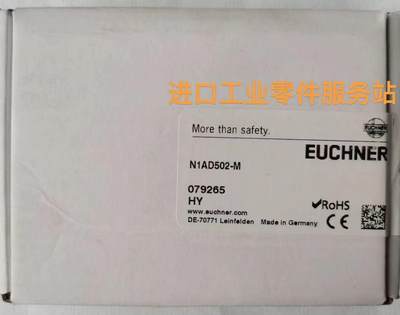 进口工业零件服务站
EUCHNER
More than safety.
EUCHNER
N1AD502-M
079265
HY
www.euchner.com
DE-70771 Leinfelden Made in Germany
✓RoHS
CE